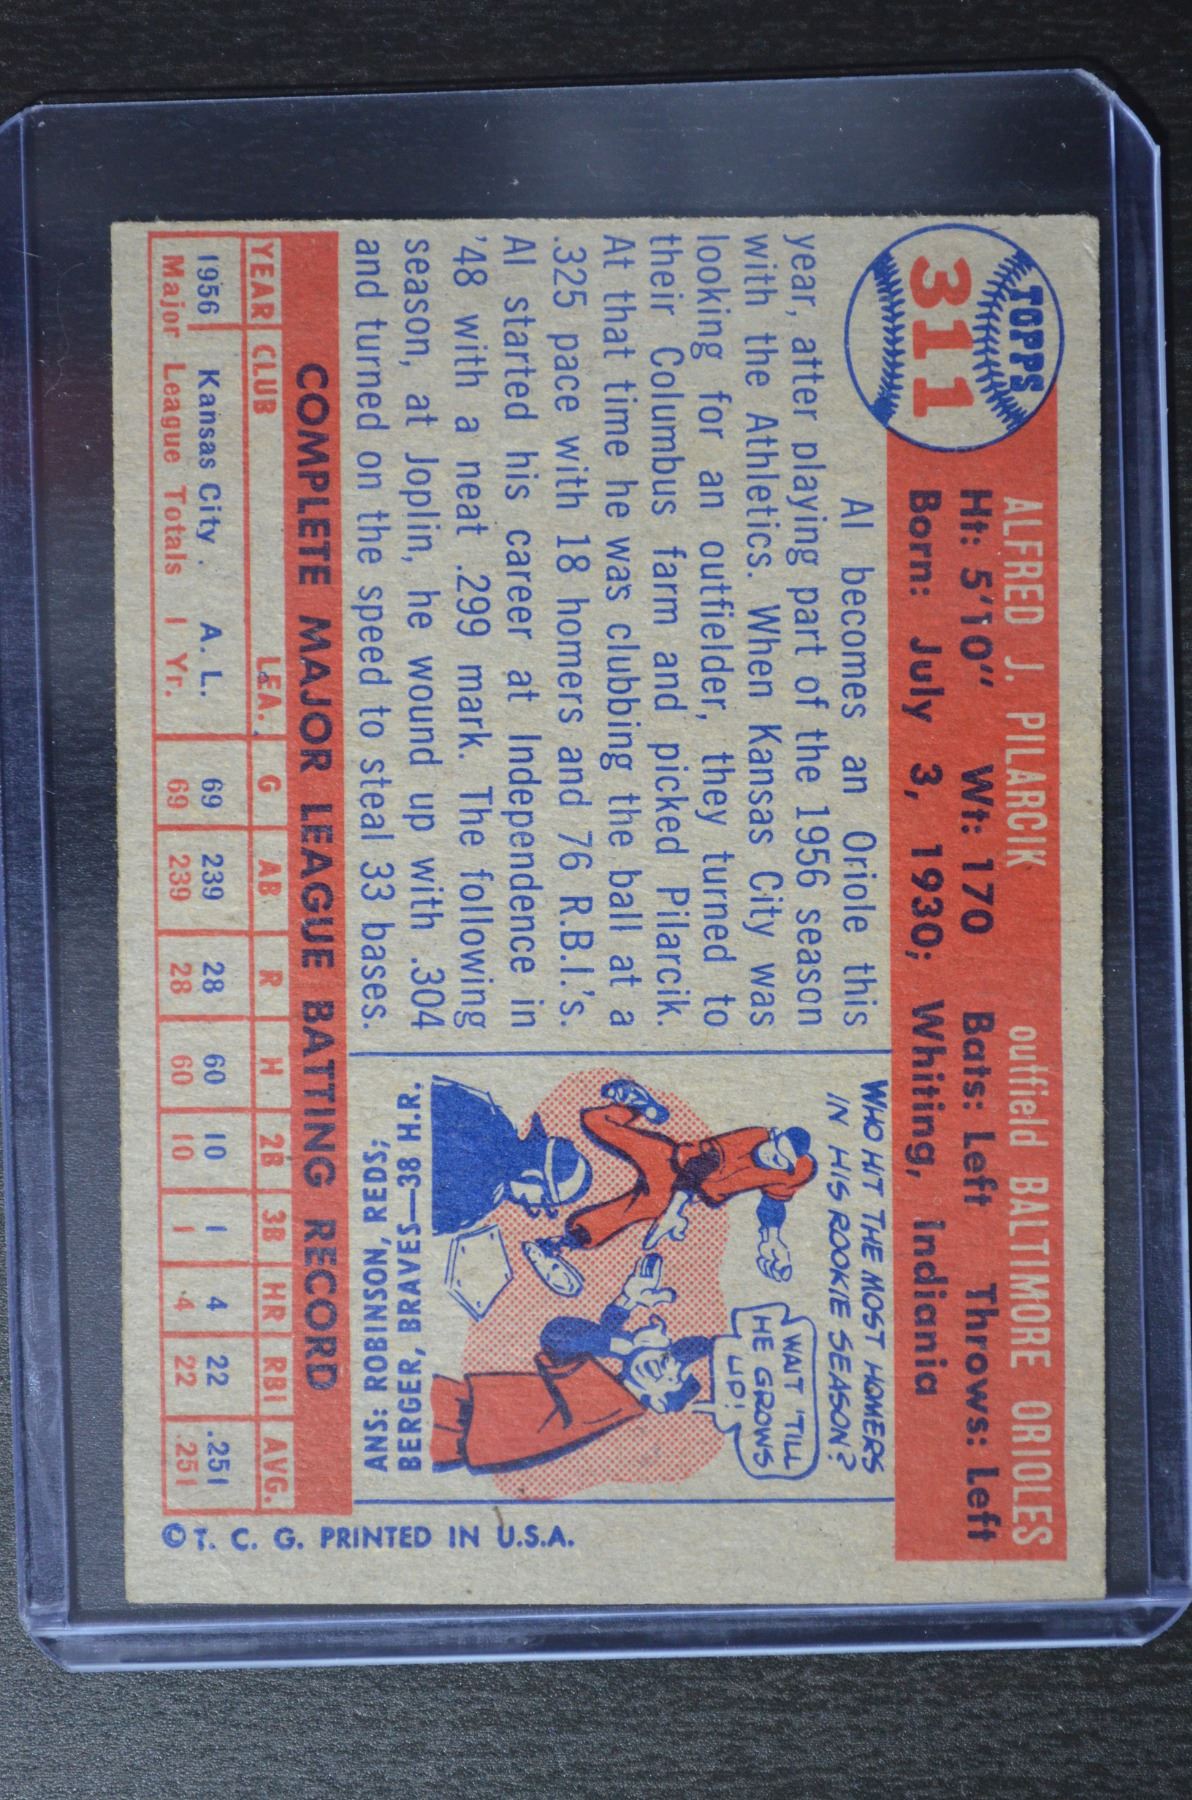 TOPPS
311
ALFRED J. PILARCIK outfield BALTIMORE ORIOLES
Ht: 5'10" Wt: 170 Bats: Left Throws: Left
Born: July 3, 1930; Whiting, Indiania
Al becomes an Oriole this
year, after playing part of the 1956 season
with the Athletics. When Kansas City was
looking for an outfielder, they turned to
their Columbus farm and picked Pilarcik.
At that time he was clubbing the ball at a
.325 pace with 18 homers and 76 R.B.I.'s.
Al started his career at Independence in
'48 with a neat .299 mark. The following
season, at Joplin, he wound up with .304
and turned on the speed to steal 33 bases.
WHO HIT THE MOST HOMERS
IN HIS ROOKIE SEASON?
WAIT 'TILL
HE GROWS
UP!
ANS: ROBINSON, REDS;
BERGER, BRAVES—38 H.R.
COMPLETE MAJOR LEAGUE BATTING RECORD
YEAR CLUB LEA. G AB R H 2B 3B HR RBI AVG.
1956 Kansas City . A. L. 69 239 28 60 10 1 4 22 .251
Major League Totals 1 Yr. 69 239 28 60 10 1 4 22 .251
© T. C. G. PRINTED IN U.S.A.